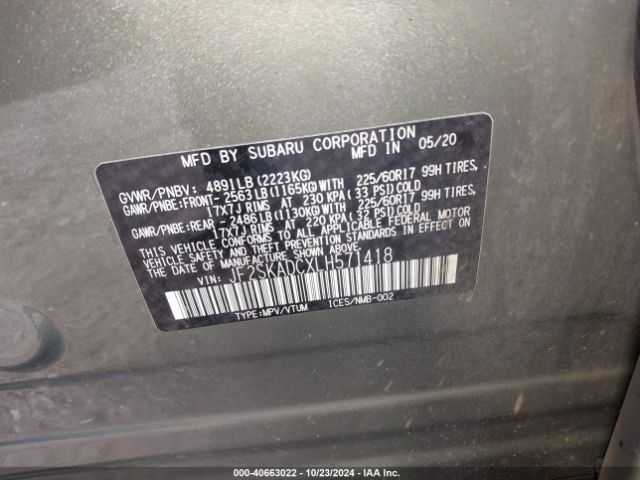 MFD BY SUBARU CORPORATION
MFD IN 05/20
GVWR/PNBV: 4891LB (2223KG)
GAWR/PNBE:FRONT- 2563LB(1165KG)WITH 225/60R17 99H TIRES,
17X7J RIMS AT 230 KPA(33 PSI)COLD
GAWR/PNBE:REAR -2486LB(1130KG)WITH 225/60R17 99H TIRES,
17X7J RIMS AT 220 KPA(32 PSI)COLD
THIS VEHICLE CONFORMS TO ALL APPLICABLE FEDERAL MOTOR
VEHICLE SAFETY AND THEFT PREVENTION STANDARDS IN EFFECT
ON THE DATE OF MANUFACTURE SHOWN ABOVE.
VIN: JF2SKADCXLH571418
TYPE:MPV/VTUM ICES/NMB-002
000-40663022 - 10/23/2024 - IAA Inc.